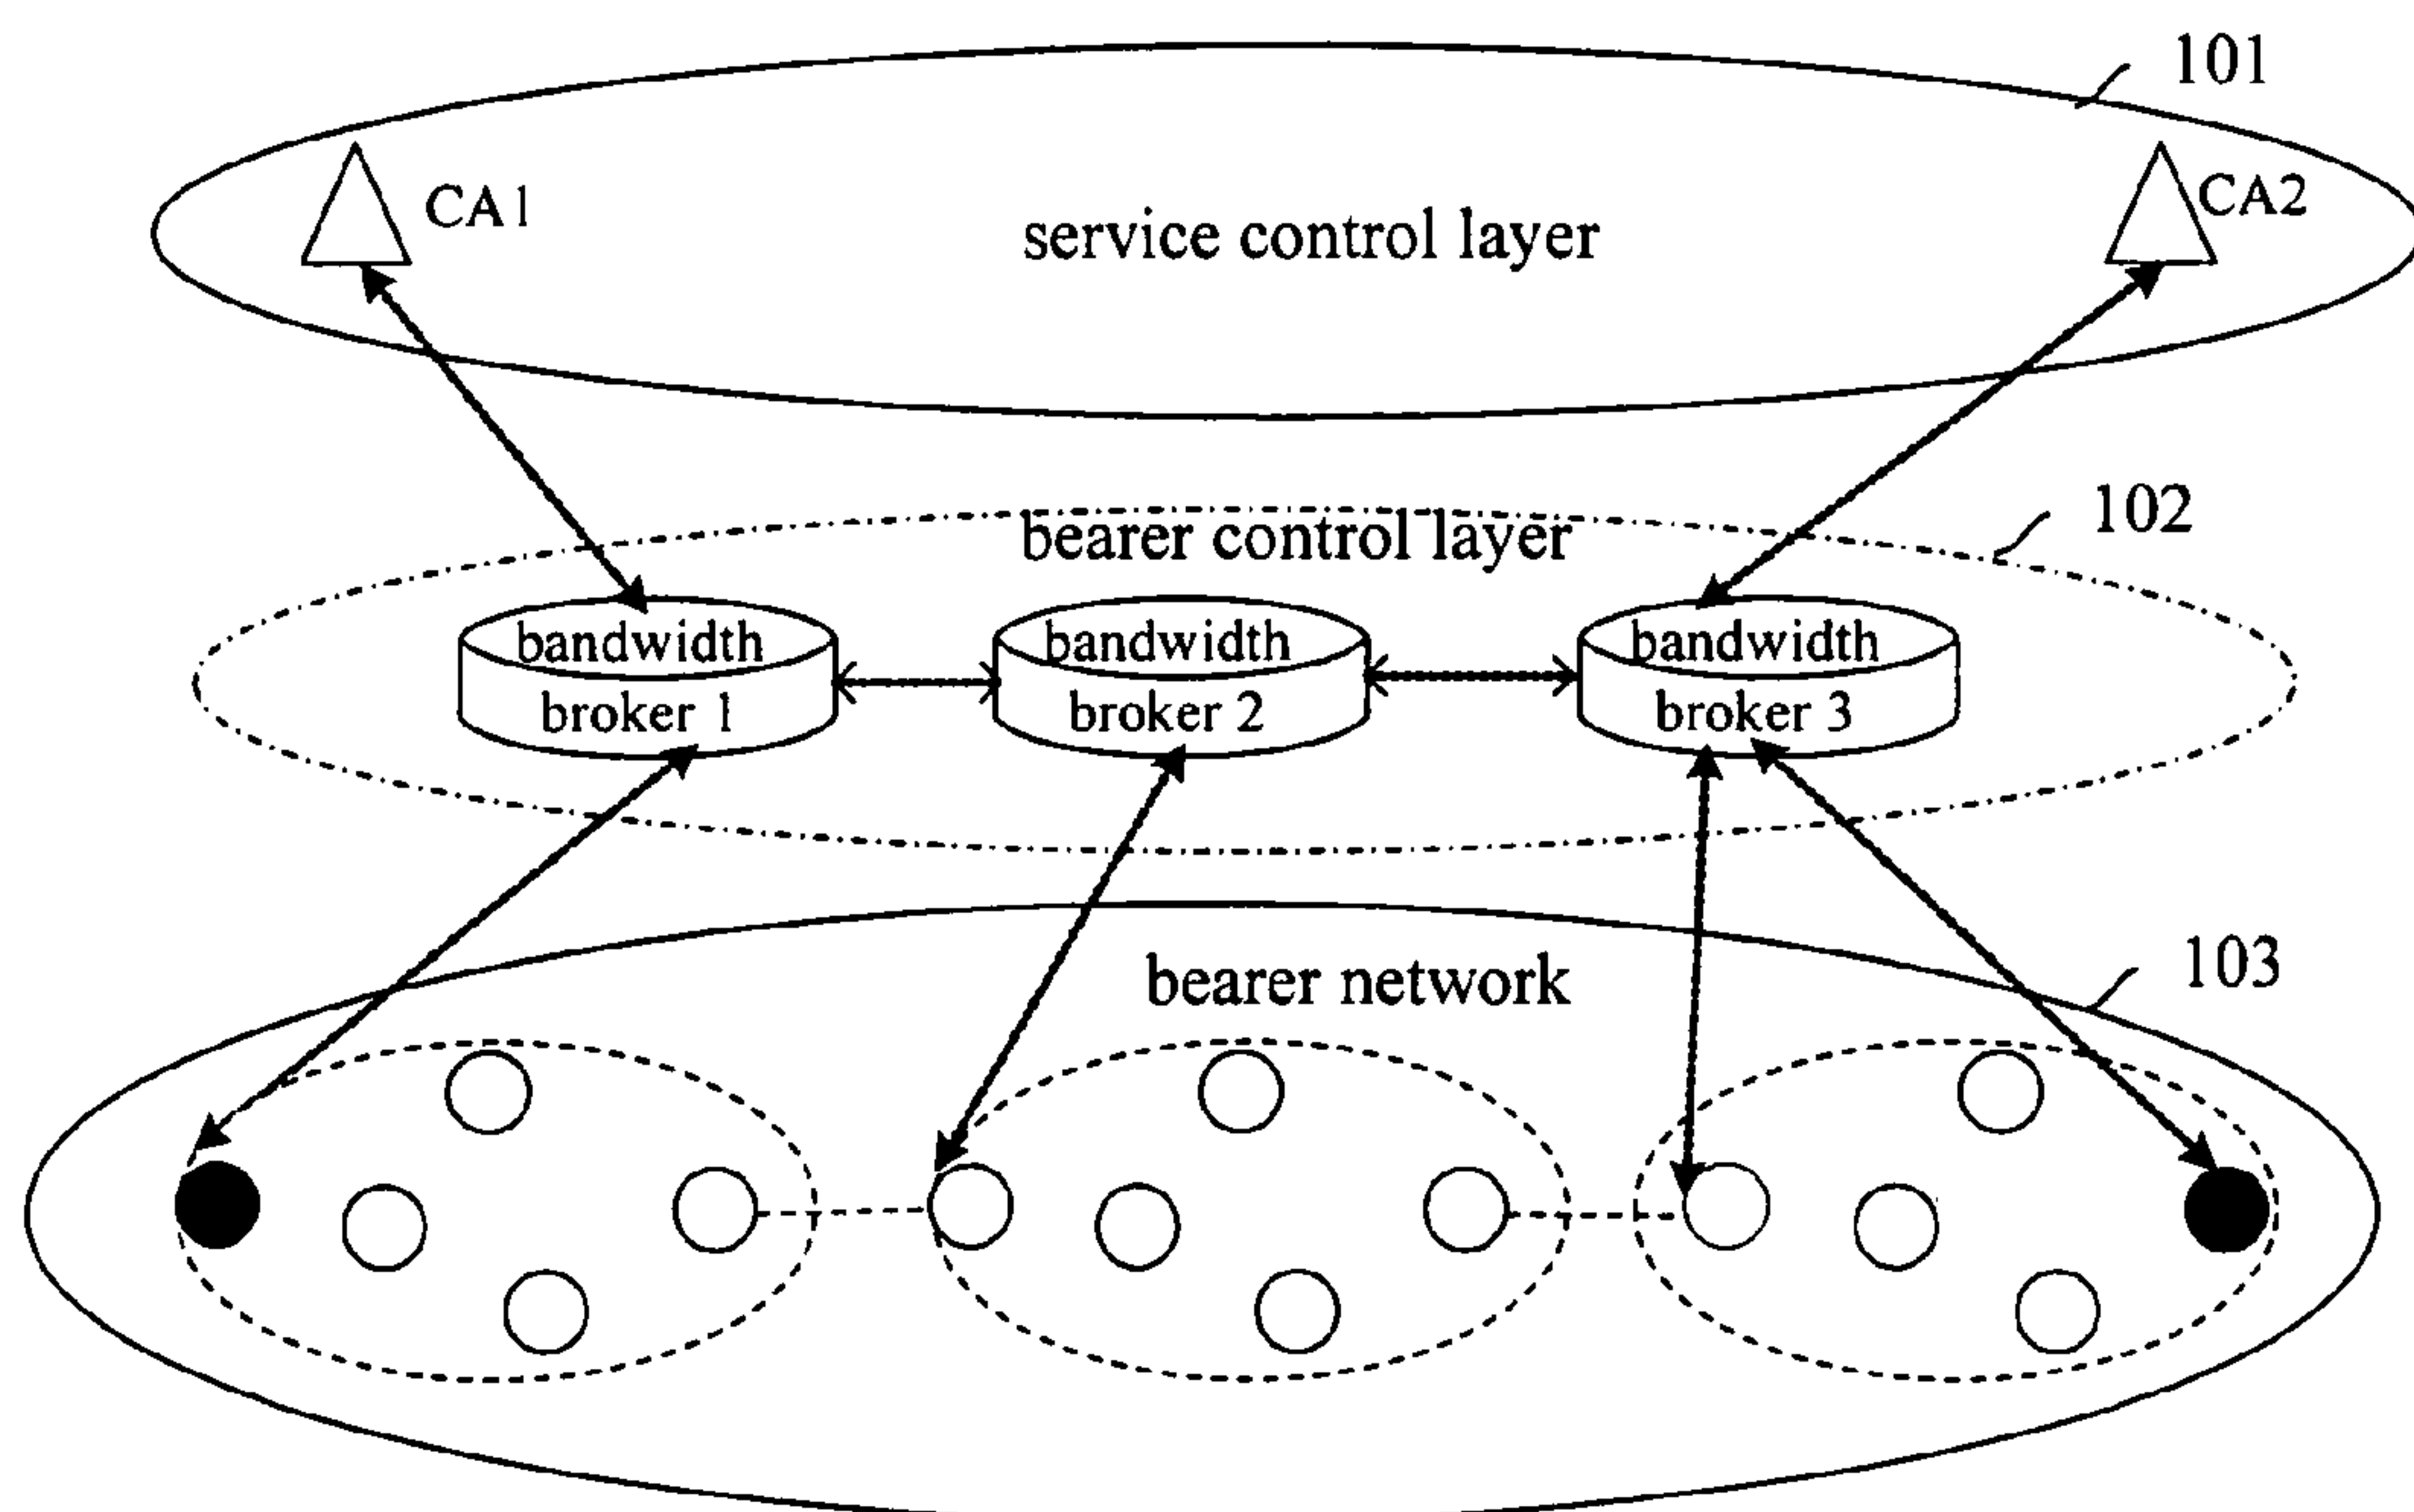 101
CA1
CA2
service control layer
102
bearer control layer
bandwidth
broker 1
bandwidth
broker 2
bandwidth
broker 3
103
bearer network